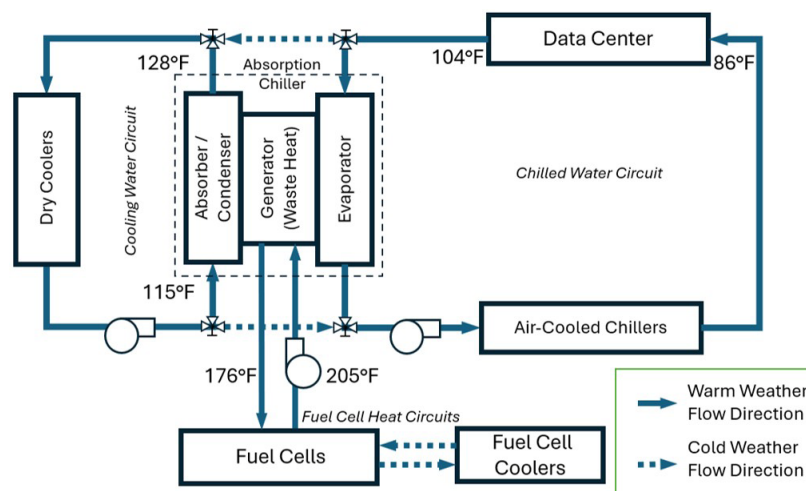 Data Center
128°F
104°F
86°F
Absorption
Chiller
Dry Coolers
Cooling Water Circuit
Absorber /
Condenser
Generator
(Waste Heat)
Evaporator
Chilled Water Circuit
115°F
Air-Cooled Chillers
176°F
205°F
Fuel Cell Heat Circuits
Fuel Cells
Fuel Cell
Coolers
Warm Weather
Flow Direction
Cold Weather
Flow Direction